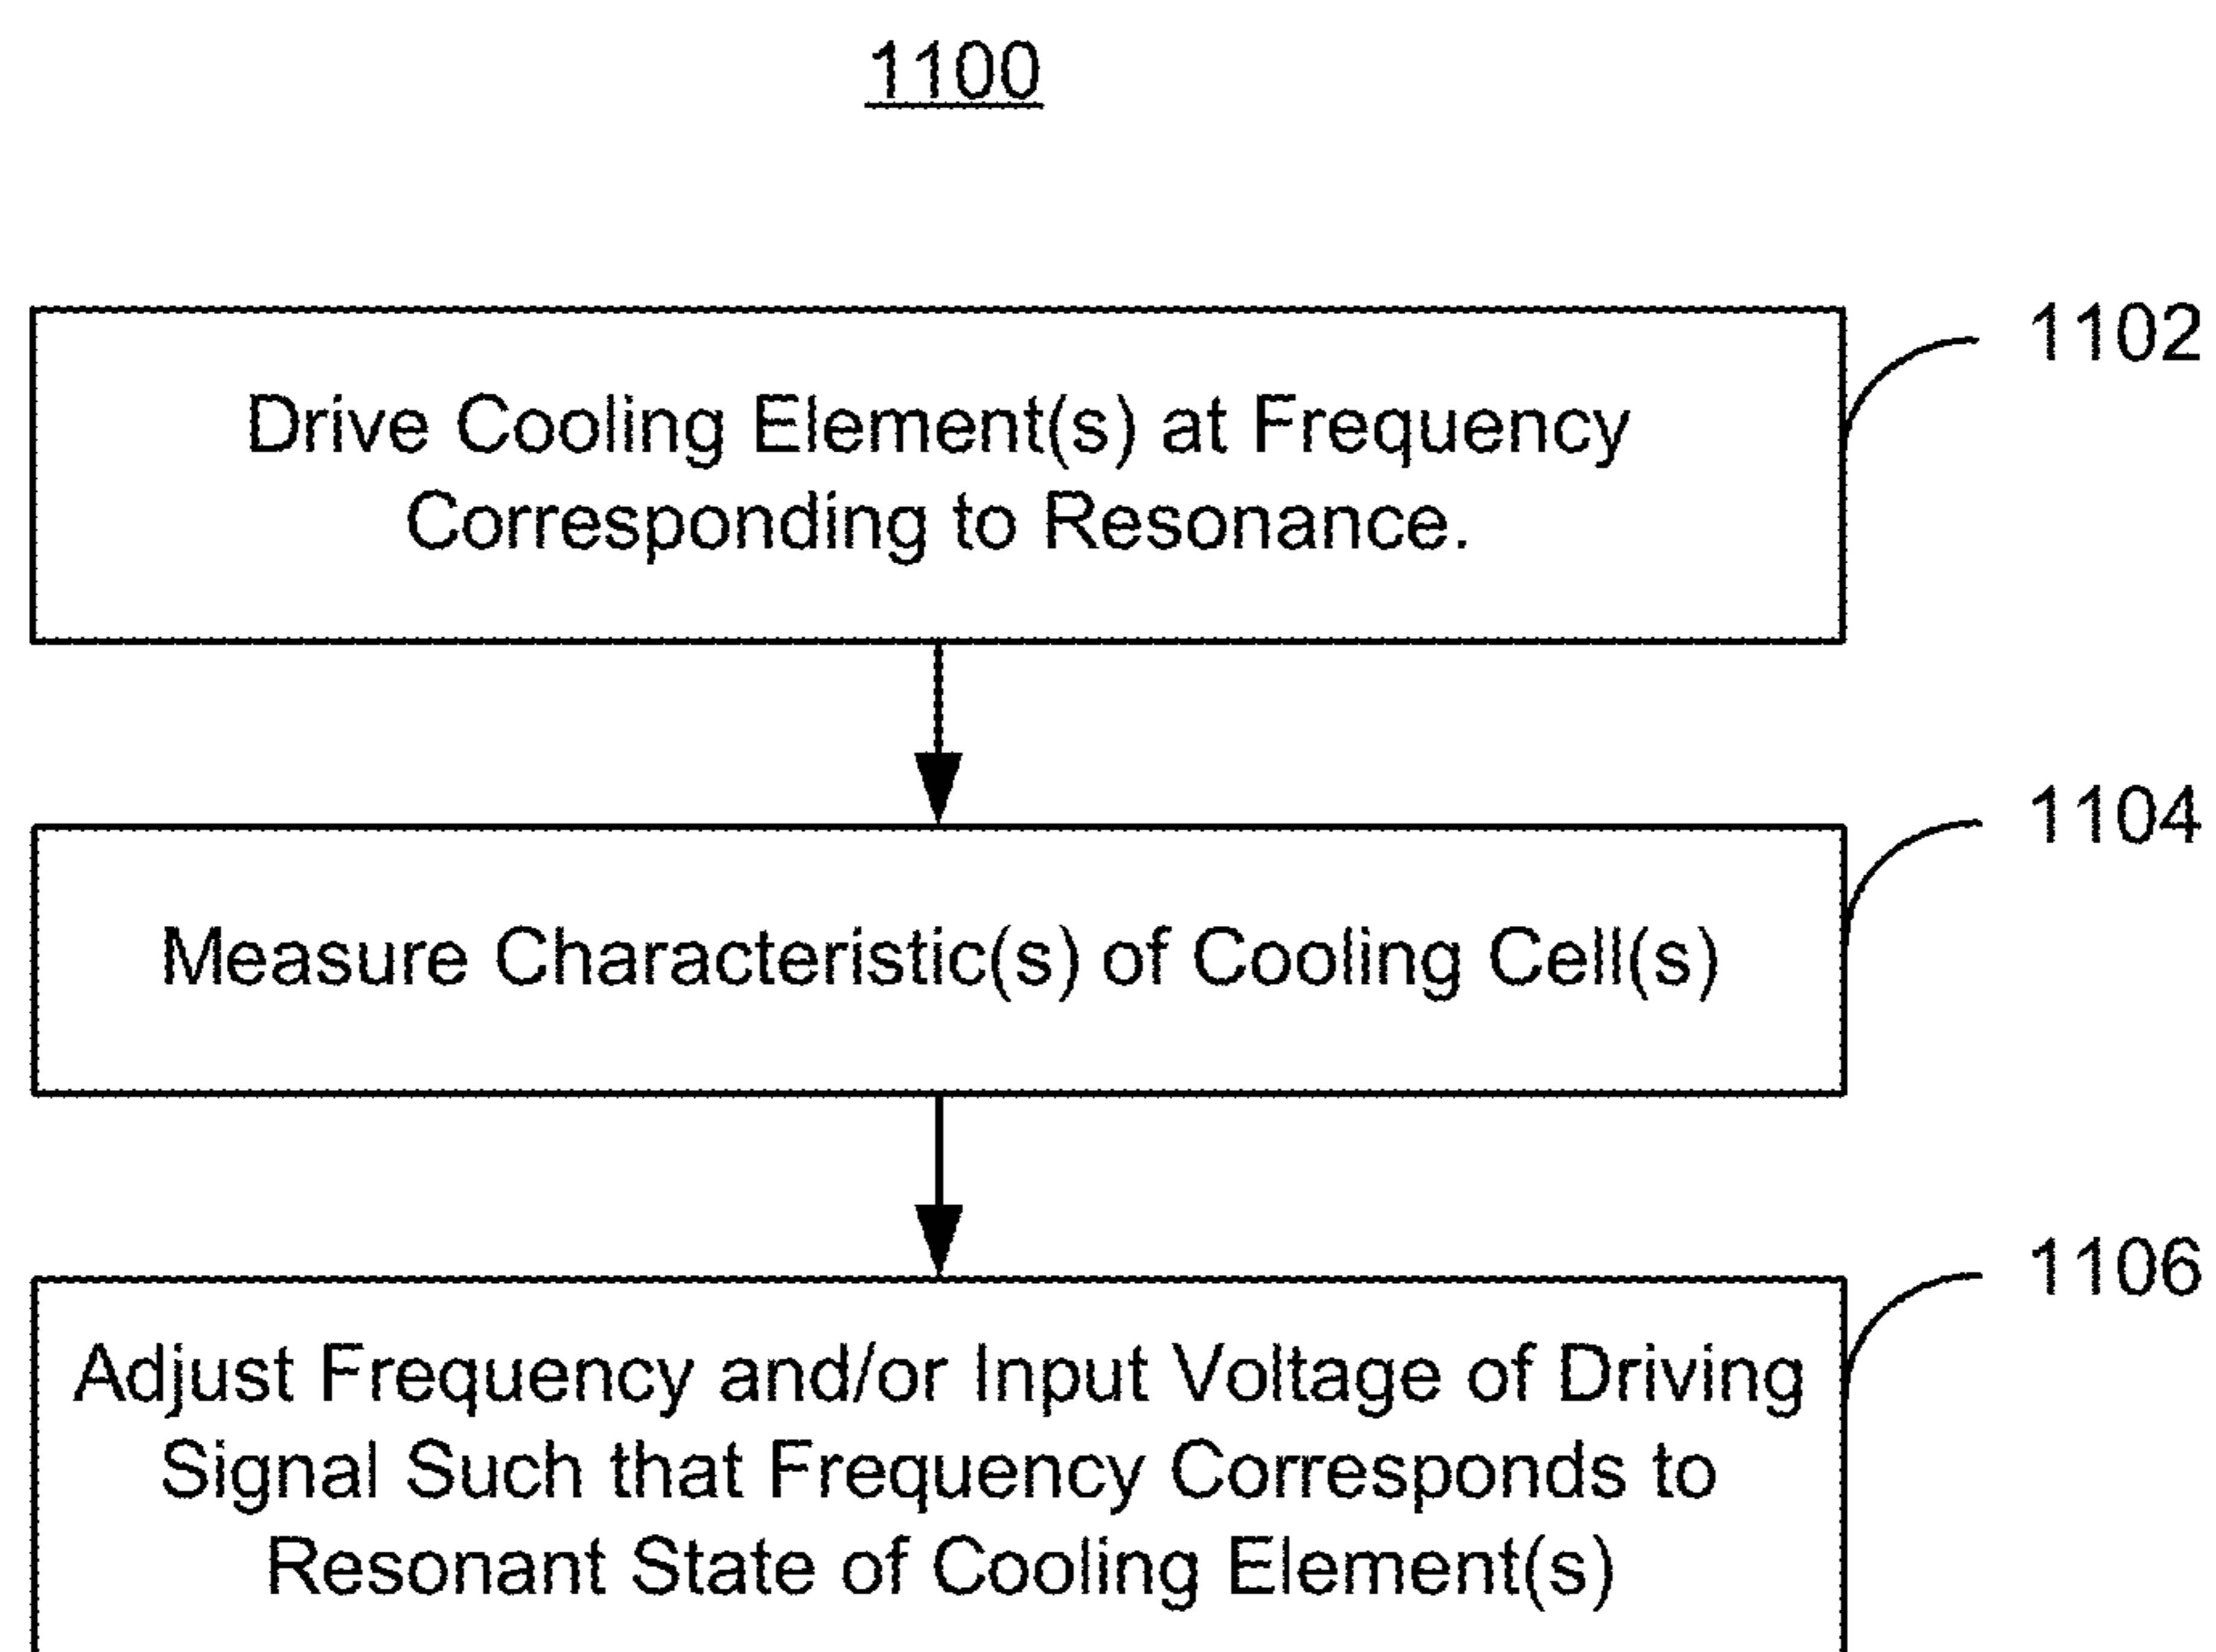 1100
1102
Drive Cooling Element(s) at Frequency
Corresponding to Resonance.
1104
Measure Characteristic(s) of Cooling Cell(s)
1106
Adjust Frequency and/or Input Voltage of Driving
Signal Such that Frequency Corresponds to
Resonant State of Cooling Element(s)